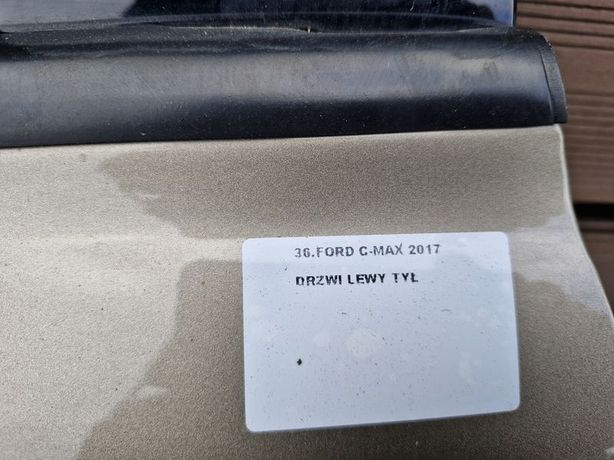 36.FORD C-MAX 2017
DRZWI LEWY TYŁ